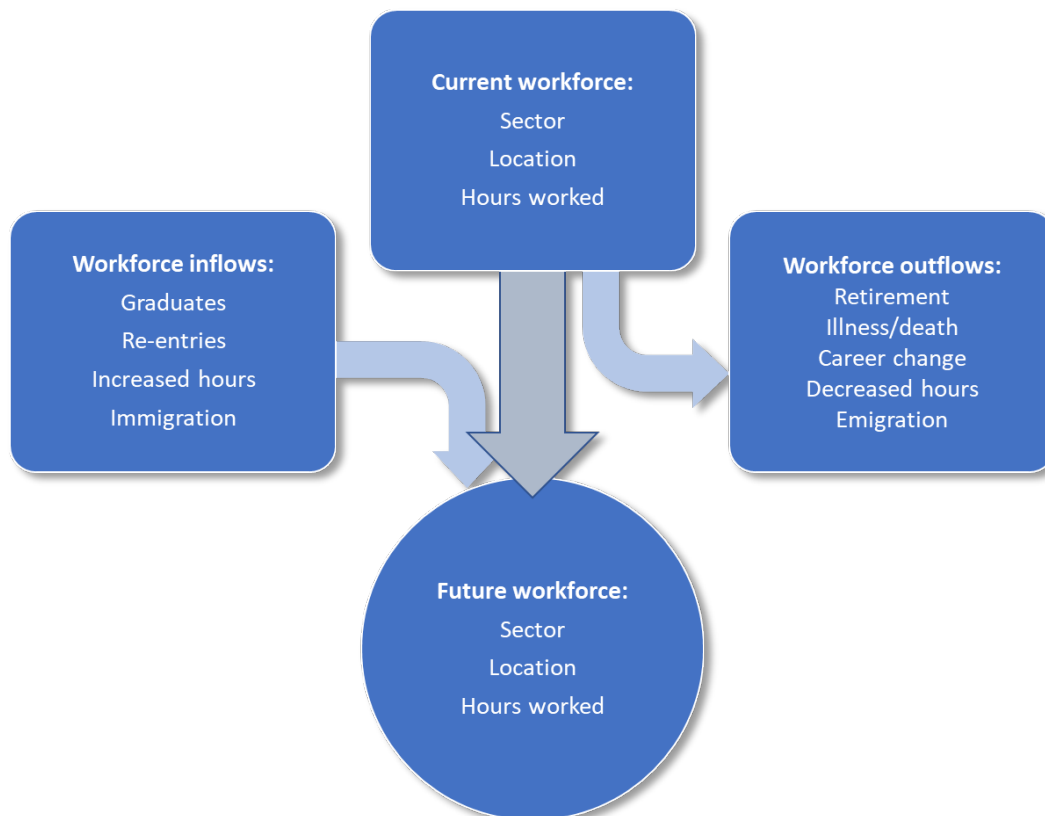 Current workforce:
Sector
Location
Hours worked
Workforce inflows:
Graduates
Re-entries
Increased hours
Immigration
Workforce outflows:
Retirement
Illness/death
Career change
Decreased hours
Emigration
Future workforce:
Sector
Location
Hours worked